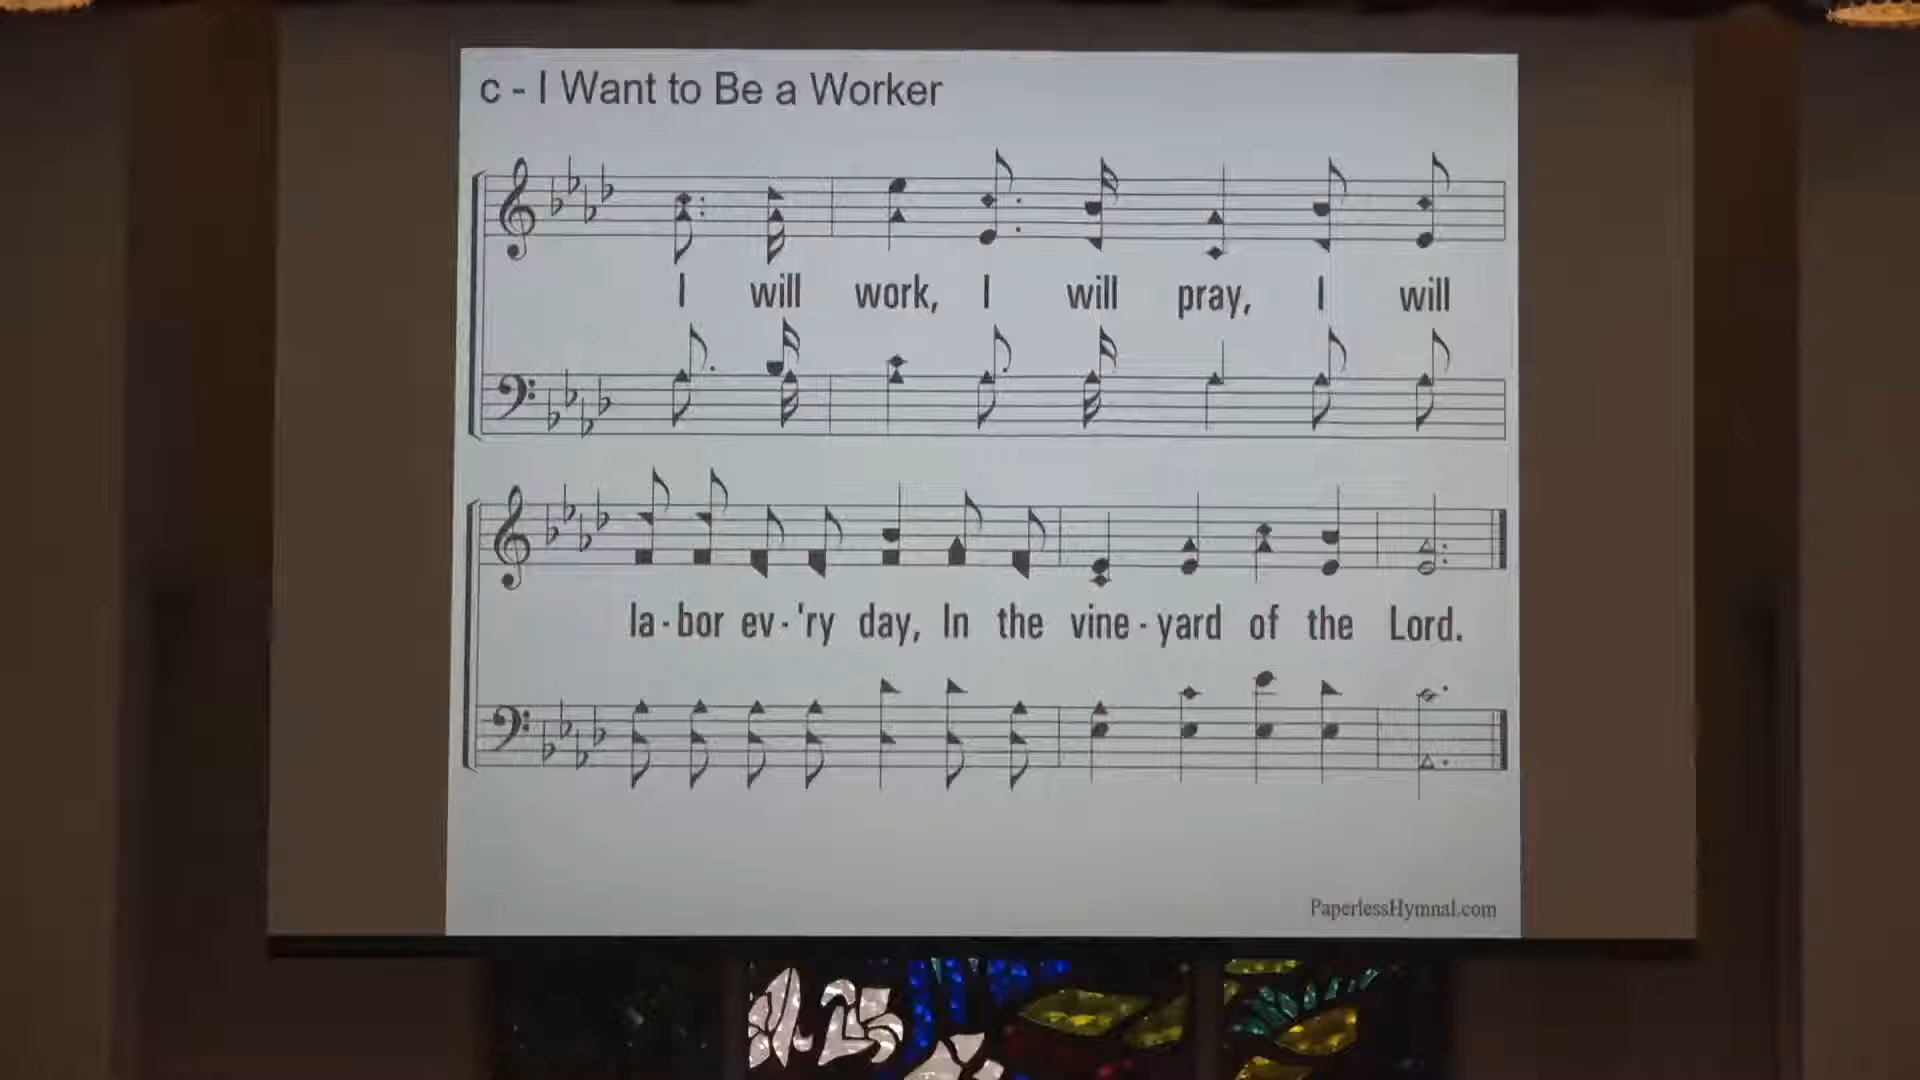 c - I Want to Be a Worker
I will work, I will pray, I will
la - bor ev - 'ry day, In the vine - yard of the Lord.
PaperlessHymnal.com